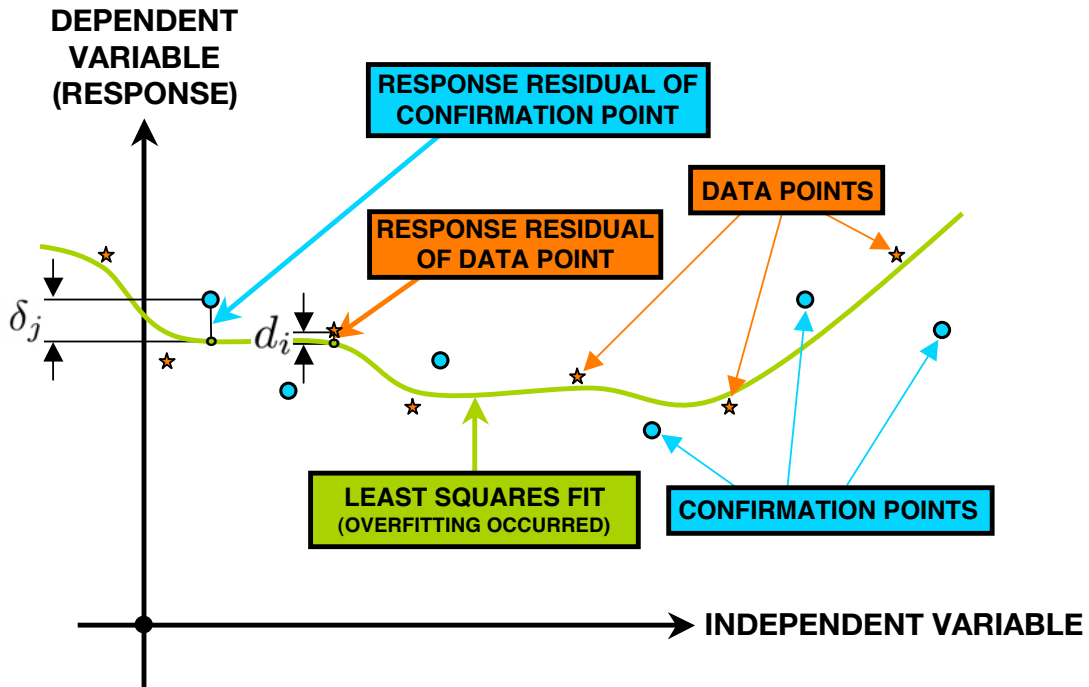 DEPENDENT
VARIABLE
(RESPONSE)
RESPONSE RESIDUAL OF
CONFIRMATION POINT
DATA POINTS
RESPONSE RESIDUAL
OF DATA POINT
δj
di
LEAST SQUARES FIT
(OVERFITTING OCCURRED)
CONFIRMATION POINTS
INDEPENDENT VARIABLE